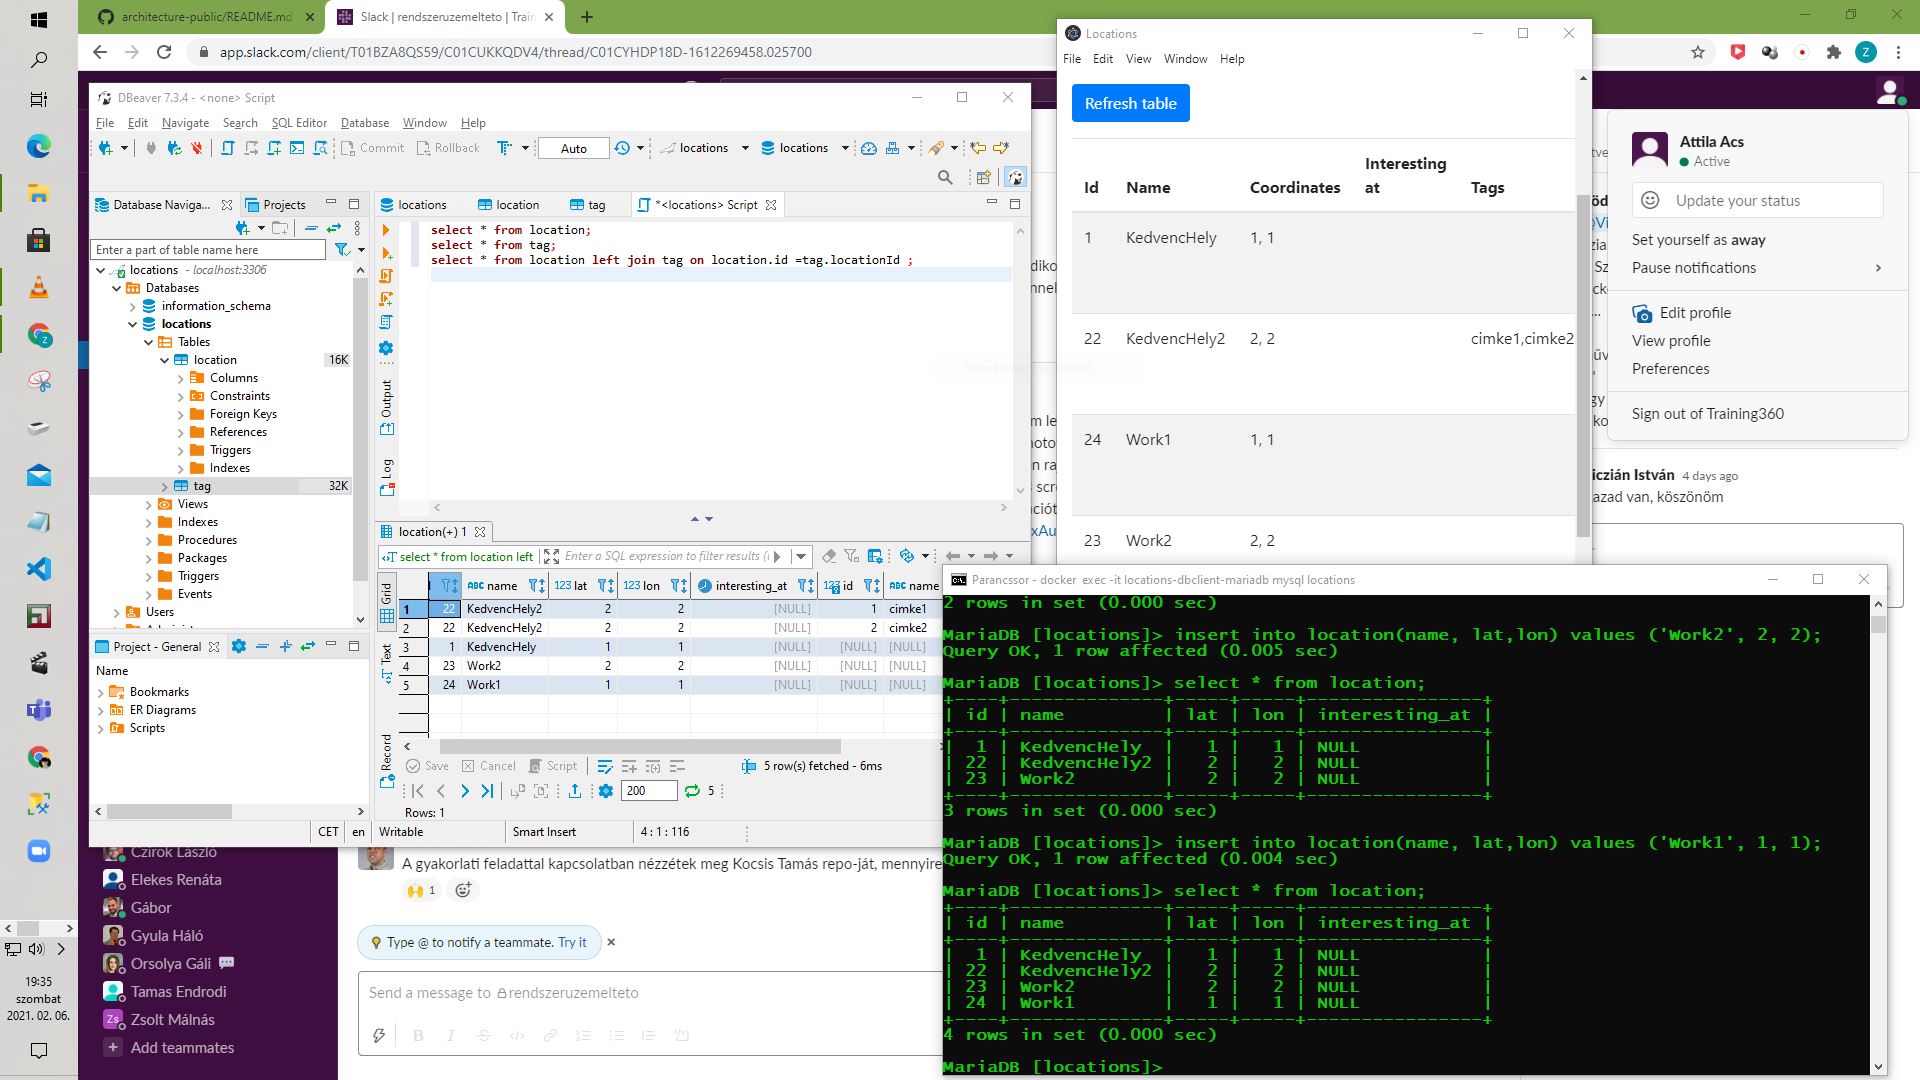 architecture-public/README.md
Slack | rendszeruzemelteto | Train
app.slack.com/client/T01BZA8QS59/C01CUKKQDV4/thread/C01CYHDP18D-1612269458.025700
Z
DBeaver 7.3.4 - <none> Script
File Edit Navigate Search SQL Editor Database Window Help
Commit Rollback Auto locations locations
Database Naviga... Projects
Enter a part of table name here
locations - localhost:3306
Databases
information_schema
locations
Tables
location 16K
Columns
Constraints
Foreign Keys
References
Triggers
Indexes
tag 32K
Views
Indexes
Procedures
Packages
Triggers
Events
Users
Project - General
Name
Bookmarks
ER Diagrams
Scripts
locations location tag *<locations> Script
select * from location;
select * from tag;
select * from location left join tag on location.id =tag.locationId ;
Output
Log
location(+) 1
select * from location left Enter a SQL expression to filter results (
Grid
Text
Record
ABC name 123 lat 123 lon interesting_at 123 id ABC name
1 22 KedvencHely2 2 2 [NULL] 1 cimke1
2 22 KedvencHely2 2 2 [NULL] 2 cimke2
3 1 KedvencHely 1 1 [NULL] [NULL] [NULL]
4 23 Work2 2 2 [NULL] [NULL] [NULL]
5 24 Work1 1 1 [NULL] [NULL] [NULL]
Save Cancel Script 5 row(s) fetched - 6ms
200 5
Rows: 1
CET en Writable Smart Insert 4 : 1 : 116
Locations
File Edit View Window Help
Refresh table
Id Name Coordinates Interesting at Tags
1 KedvencHely 1, 1
22 KedvencHely2 2, 2 cimke1,cimke2
24 Work1 1, 1
23 Work2 2, 2
Attila Acs
Active
Update your status
Set yourself as away
Pause notifications
Edit profile
View profile
Preferences
Sign out of Training360
iczián István 4 days ago
azad van, köszönöm
Parancssor - docker exec -it locations-dbclient-mariadb mysql locations
2 rows in set (0.000 sec)
MariaDB [locations]> insert into location(name, lat,lon) values ('Work2', 2, 2);
Query OK, 1 row affected (0.005 sec)
MariaDB [locations]> select * from location;
+----+--------------+-----+-----+----------------+
| id | name | lat | lon | interesting_at |
+----+--------------+-----+-----+----------------+
| 1 | KedvencHely | 1 | 1 | NULL |
| 22 | KedvencHely2 | 2 | 2 | NULL |
| 23 | Work2 | 2 | 2 | NULL |
+----+--------------+-----+-----+----------------+
3 rows in set (0.000 sec)
MariaDB [locations]> insert into location(name, lat,lon) values ('Work1', 1, 1);
Query OK, 1 row affected (0.004 sec)
MariaDB [locations]> select * from location;
+----+--------------+-----+-----+----------------+
| id | name | lat | lon | interesting_at |
+----+--------------+-----+-----+----------------+
| 1 | KedvencHely | 1 | 1 | NULL |
| 22 | KedvencHely2 | 2 | 2 | NULL |
| 23 | Work2 | 2 | 2 | NULL |
| 24 | Work1 | 1 | 1 | NULL |
+----+--------------+-----+-----+----------------+
4 rows in set (0.000 sec)
MariaDB [locations]>
Czirok László
Elekes Renáta
Gábor
Gyula Háló
Orsolya Gáli
Tamas Endrodi
Zs Zsolt Málnás
Add teammates
A gyakorlati feladattal kapcsolatban nézzétek meg Kocsis Tamás repo-ját, mennyire
1
Type @ to notify a teammate. Try it
Send a message to rendszeruzemelteto
19:35
szombat
2021. 02. 06.